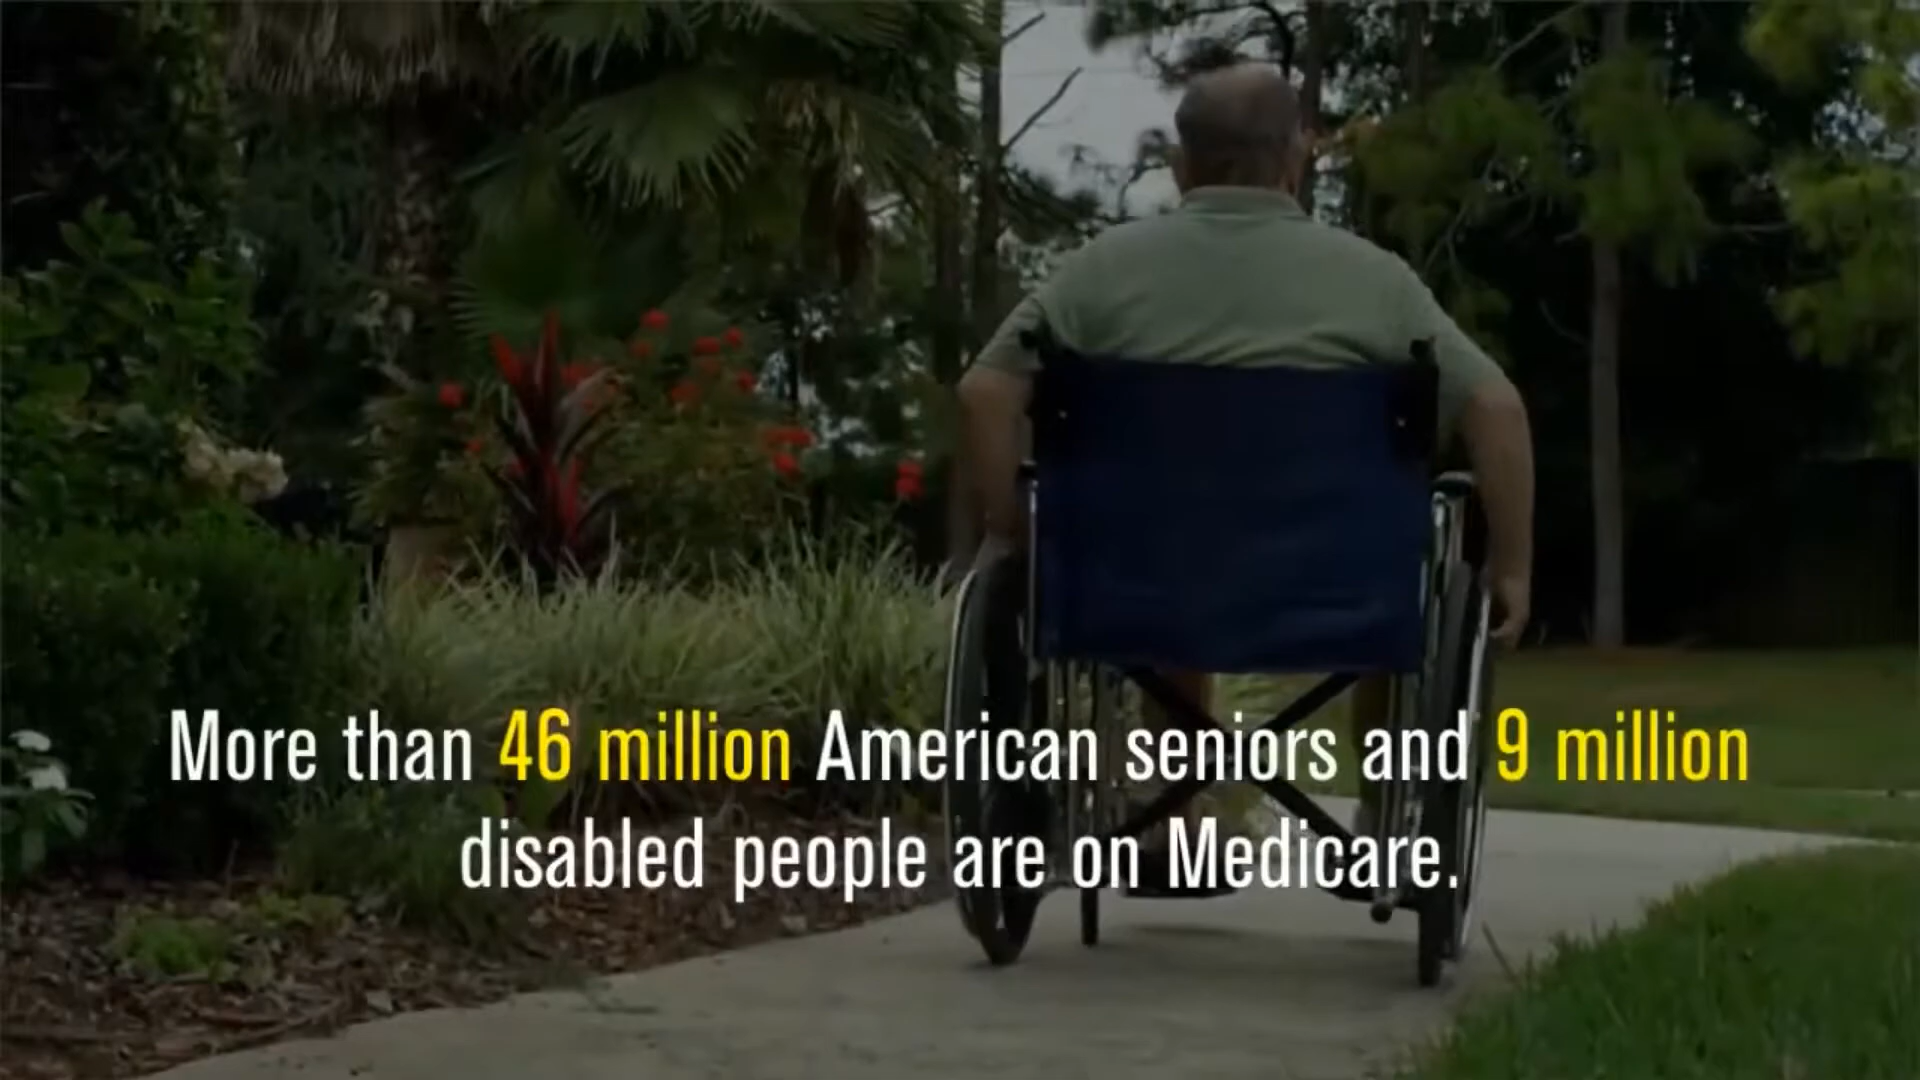 More than 46 million American seniors and 9 million
disabled people are on Medicare.